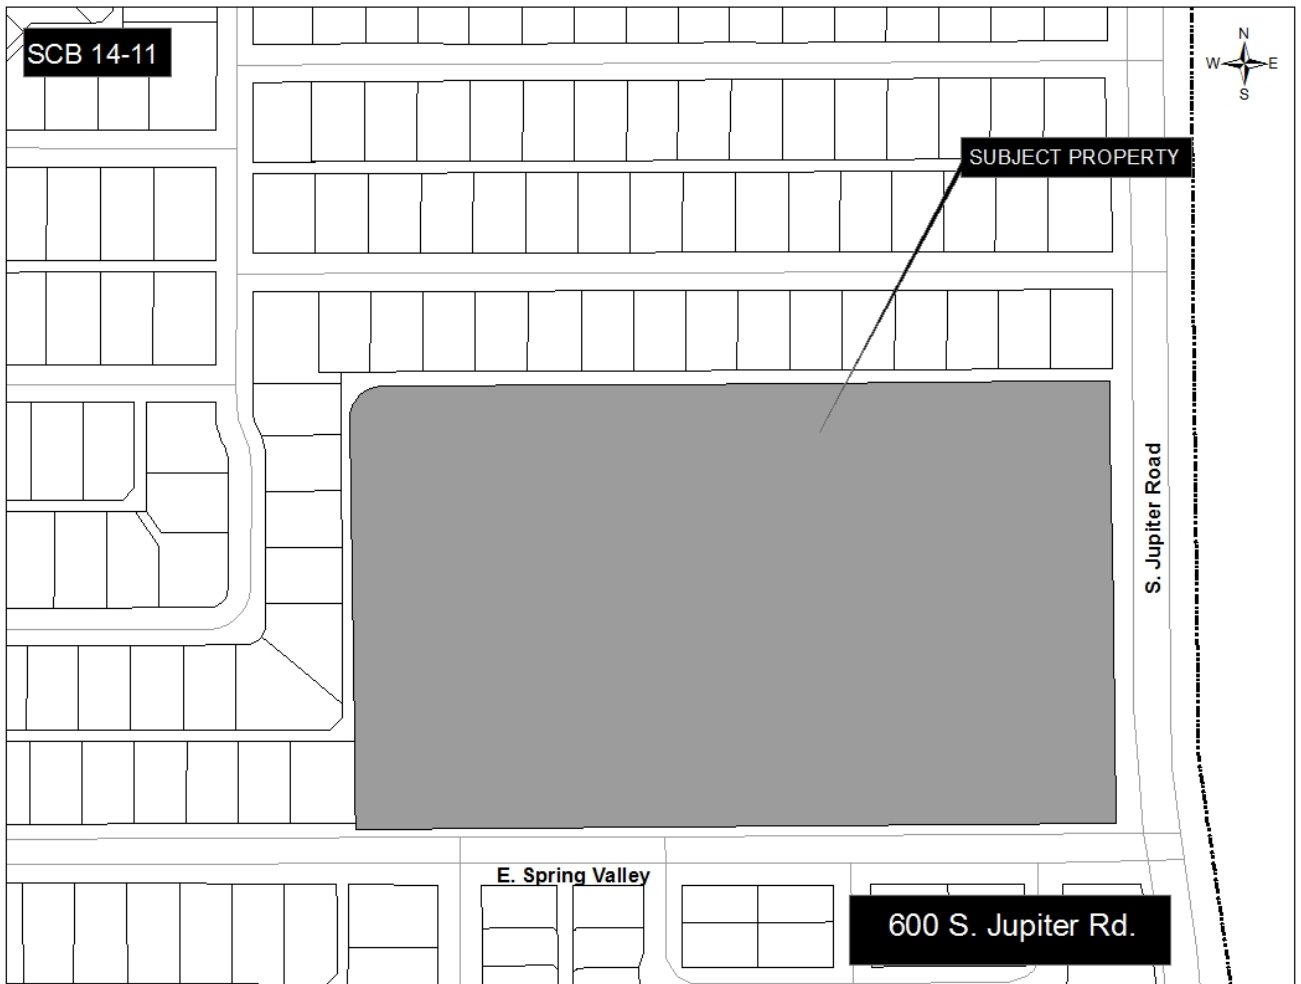 SCB 14-11
N
W E
S
SUBJECT PROPERTY
S. Jupiter Road
E. Spring Valley
600 S. Jupiter Rd.